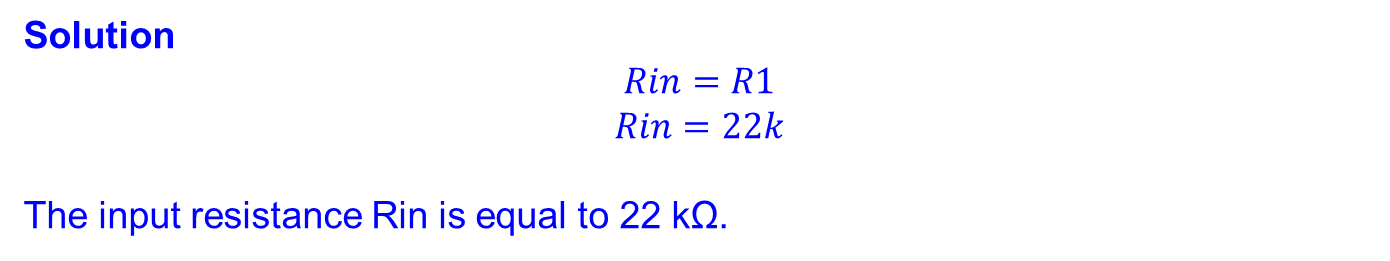 Solution
Rin = R1
Rin = 22k
The input resistance Rin is equal to 22 kΩ.